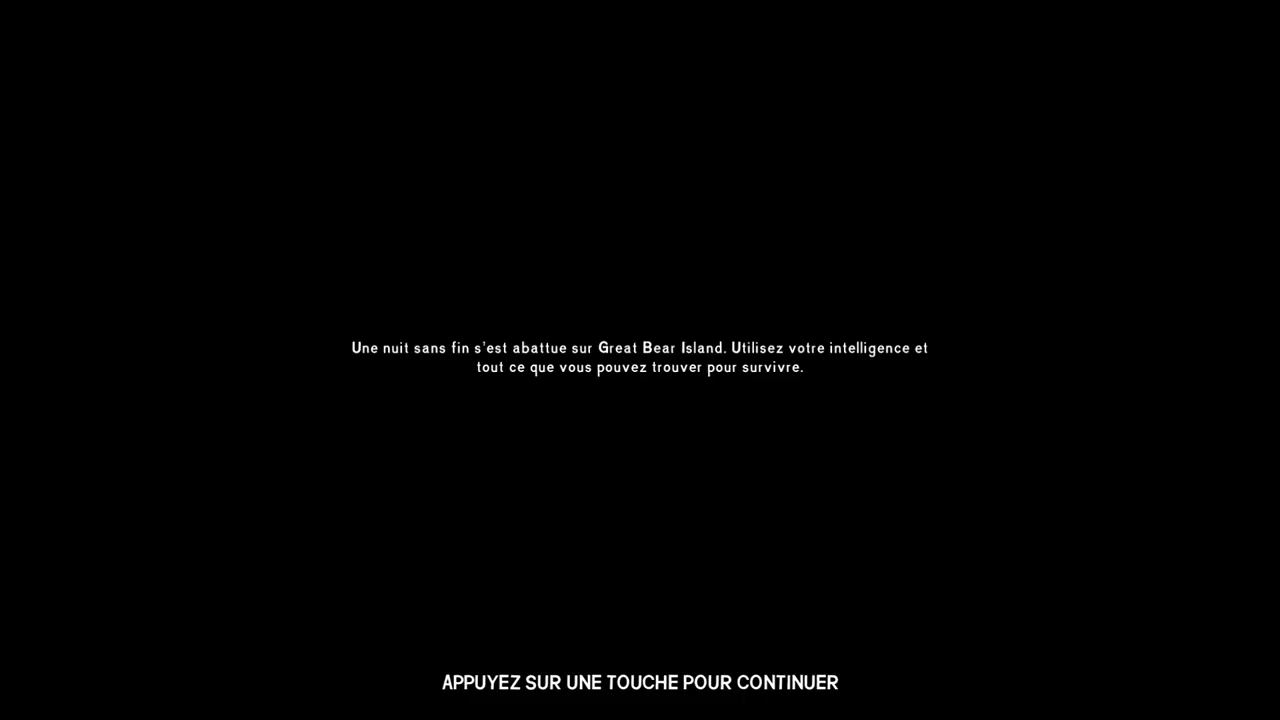 Une nuit sans fin s'est abattue sur Great Bear Island. Utilisez votre intelligence et
tout ce que vous pouvez trouver pour survivre.
APPUYEZ SUR UNE TOUCHE POUR CONTINUER